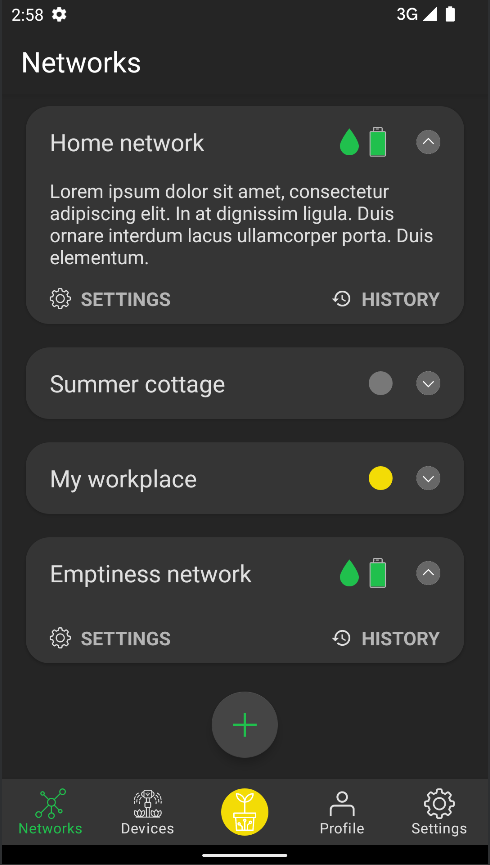 2:58
3G
Networks
Home network
Lorem ipsum dolor sit amet, consectetur
adipiscing elit. In at dignissim ligula. Duis
ornare interdum lacus ullamcorper porta. Duis
elementum.
SETTINGS
HISTORY
Summer cottage
My workplace
Emptiness network
SETTINGS
HISTORY
Networks
Devices
Profile
Settings